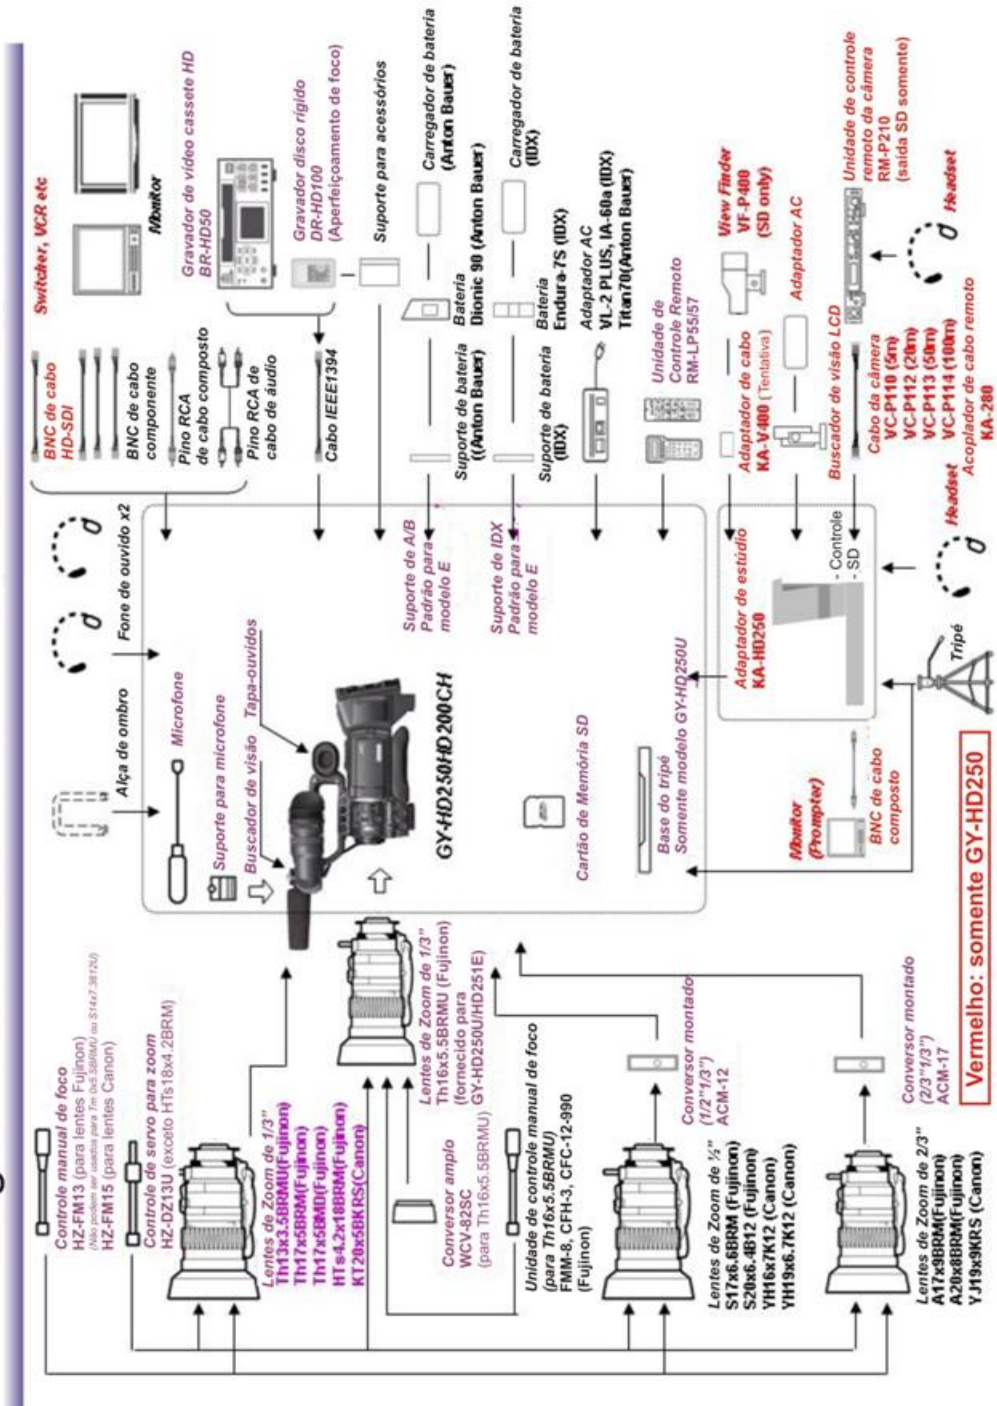 Controle manual de foco
HZ-FM13 (para lentes Fujinon)
HZ-FM15 (para lentes Canon)
Controle de servo para zoom
HZ-DZ13U (exceto HTs18x4.2BRM)
Lentes de Zoom de 1/3"
Th13x3.5BRMU(Fujinon)
Th17x5BRM(Fujinon)
Th17x5BMD(Fujinon)
HTs4.2x18BRM(Fujinon)
KT20x5BKRS(Canon)
Lentes de Zoom de 1/3"
Th16x5.5BRMU (Fujinon)
(fornecido para
GY-HD250U/HD251E)
Conversor amplo
WCV-82SC
(para Th16x5.5BRMU)
Unidade de controle manual de foco
(para Th16x5.5BRMU)
FMM-8, CFH-3, CFC-12-990
(Fujinon)
Lentes de Zoom de ½"
S17x6.6BRM (Fujinon)
S20x6.4B12 (Fujinon)
YH16x7K12 (Canon)
YH19x6.7K12 (Canon)
Conversor montado
(1/2"1/3")
ACM-12
Lentes de Zoom de 2/3"
A17x9BRM(Fujinon)
A20x8BRM(Fujinon)
YJ19x9KRS (Canon)
Conversor montado
(2/3"1/3")
ACM-17
Alça de ombro
Fone de ouvido x2
Microfone
Suporte para microfone
Buscador de visão
Tapa-ouvidos
GY-HD250HD200CH
Suporte de A/B
Padrão para
modelo E
Suporte de IDX
Padrão para
modelo E
Cartão de Memória SD
Base do tripé
Somente modelo GY-HD250U
Adaptador de estúdio
KA-HD250
- Controle
- SD
Monitor
(Prompter)
BNC de cabo
composto
Tripé
Headset
Switcher, VCR etc
BNC de cabo
HD-SDI
BNC de cabo
componente
Pino RCA
de cabo composto
Pino RCA de
cabo de áudio
Cabo IEEE1394
Monitor
Gravador de vídeo cassete HD
BR-HD50
Gravador disco rígido
DR-HD100
(Aperfeiçoamento de foco)
Suporte para acessórios
Suporte de bateria
((Anton Bauer)
Bateria
Dionic 90 (Anton Bauer)
Carregador de bateria
(Anton Bauer)
Suporte de bateria
(IDX)
Bateria
Endura-7S (IDX)
Carregador de bateria
(IDX)
Adaptador AC
VL-2 PLUS, IA-60a (IDX)
Titan70(Anton Bauer)
Unidade de
Controle Remoto
RM-LP55/57
Adaptador de cabo
KA-V400 (Tentativa)
View Finder
VF-P400
(SD only)
Buscador de visão LCD
Adaptador AC
Cabo da câmera
VC-P110 (5m)
VC-P112 (20m)
VC-P113 (50m)
VC-P114 (100m)
Unidade de controle
remoto da câmera
RM-P210
(saída SD somente)
Acoplador de cabo remoto
KA-280
Headset
Vermelho: somente GY-HD250